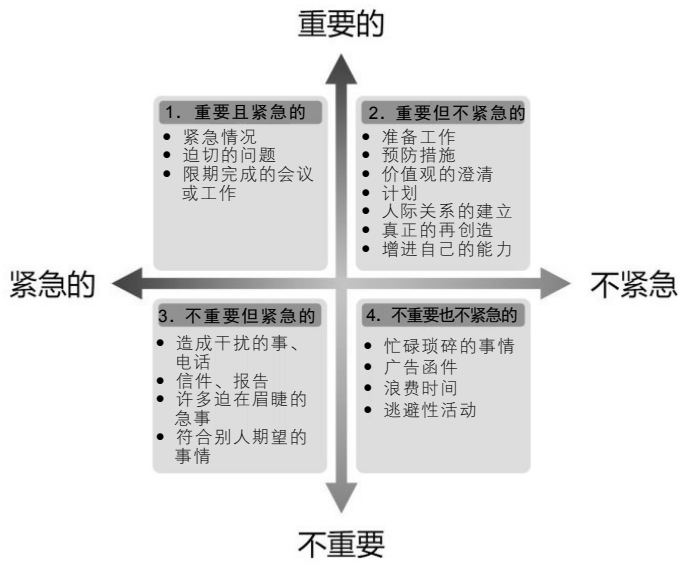 重要的
1. 重要且紧急的
● 紧急情况
● 迫切的问题
● 限期完成的会议
或工作
2. 重要但不紧急的
● 准备工作
● 预防措施
● 价值观的澄清
● 计划
● 人际关系的建立
● 真正的再创造
● 增进自己的能力
紧急的
不紧急
3. 不重要但紧急的
● 造成干扰的事、
电话
● 信件、报告
● 许多迫在眉睫的
急事
● 符合别人期望的
事情
4. 不重要也不紧急的
● 忙碌琐碎的事情
● 广告函件
● 浪费时间
● 逃避性活动
不重要